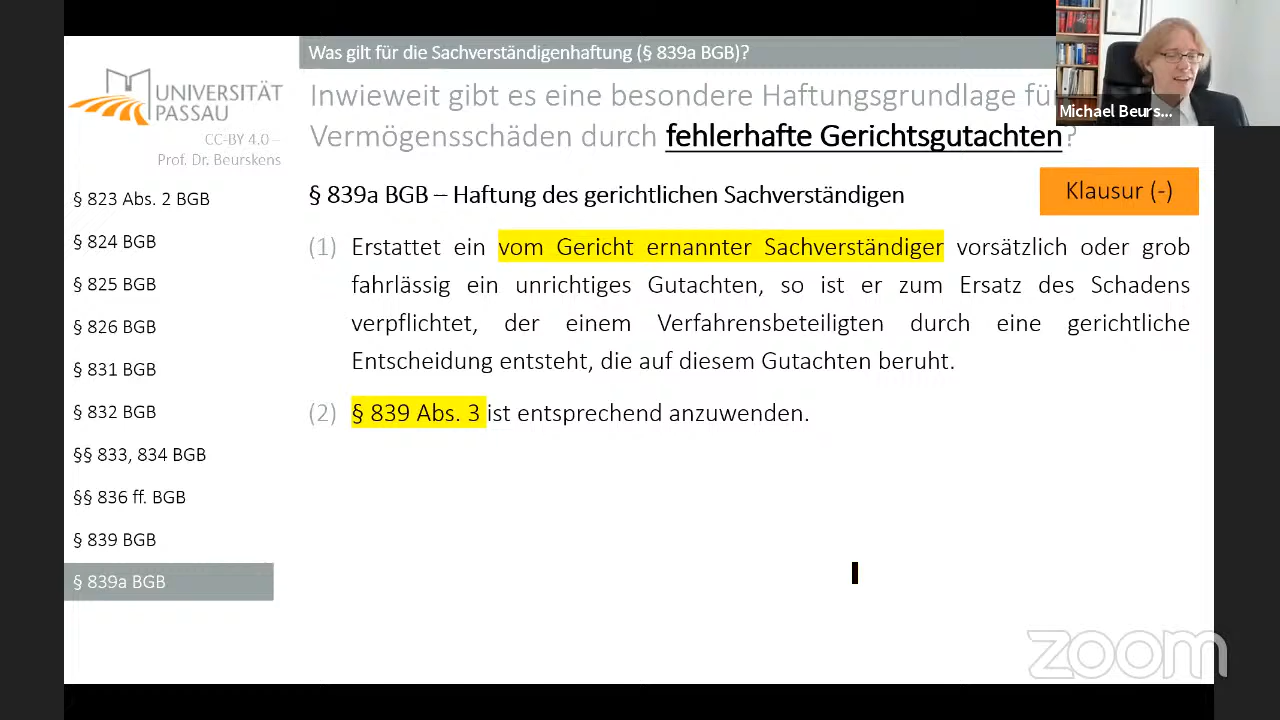 Was gilt für die Sachverständigenhaftung (§ 839a BGB)?
UNIVERSITÄT
PASSAU
CC-BY 4.0 –
Prof. Dr. Beurskens
Inwieweit gibt es eine besondere Haftungsgrundlage für
Vermögensschäden durch fehlerhafte Gerichtsgutachten?
Michael Beurs...
§ 823 Abs. 2 BGB
§ 824 BGB
§ 825 BGB
§ 826 BGB
§ 831 BGB
§ 832 BGB
§§ 833, 834 BGB
§§ 836 ff. BGB
§ 839 BGB
§ 839a BGB
§ 839a BGB – Haftung des gerichtlichen Sachverständigen
Klausur (-)
(1) Erstattet ein vom Gericht ernannter Sachverständiger vorsätzlich oder grob
fahrlässig ein unrichtiges Gutachten, so ist er zum Ersatz des Schadens
verpflichtet, der einem Verfahrensbeteiligten durch eine gerichtliche
Entscheidung entsteht, die auf diesem Gutachten beruht.
(2) § 839 Abs. 3 ist entsprechend anzuwenden.
zoom